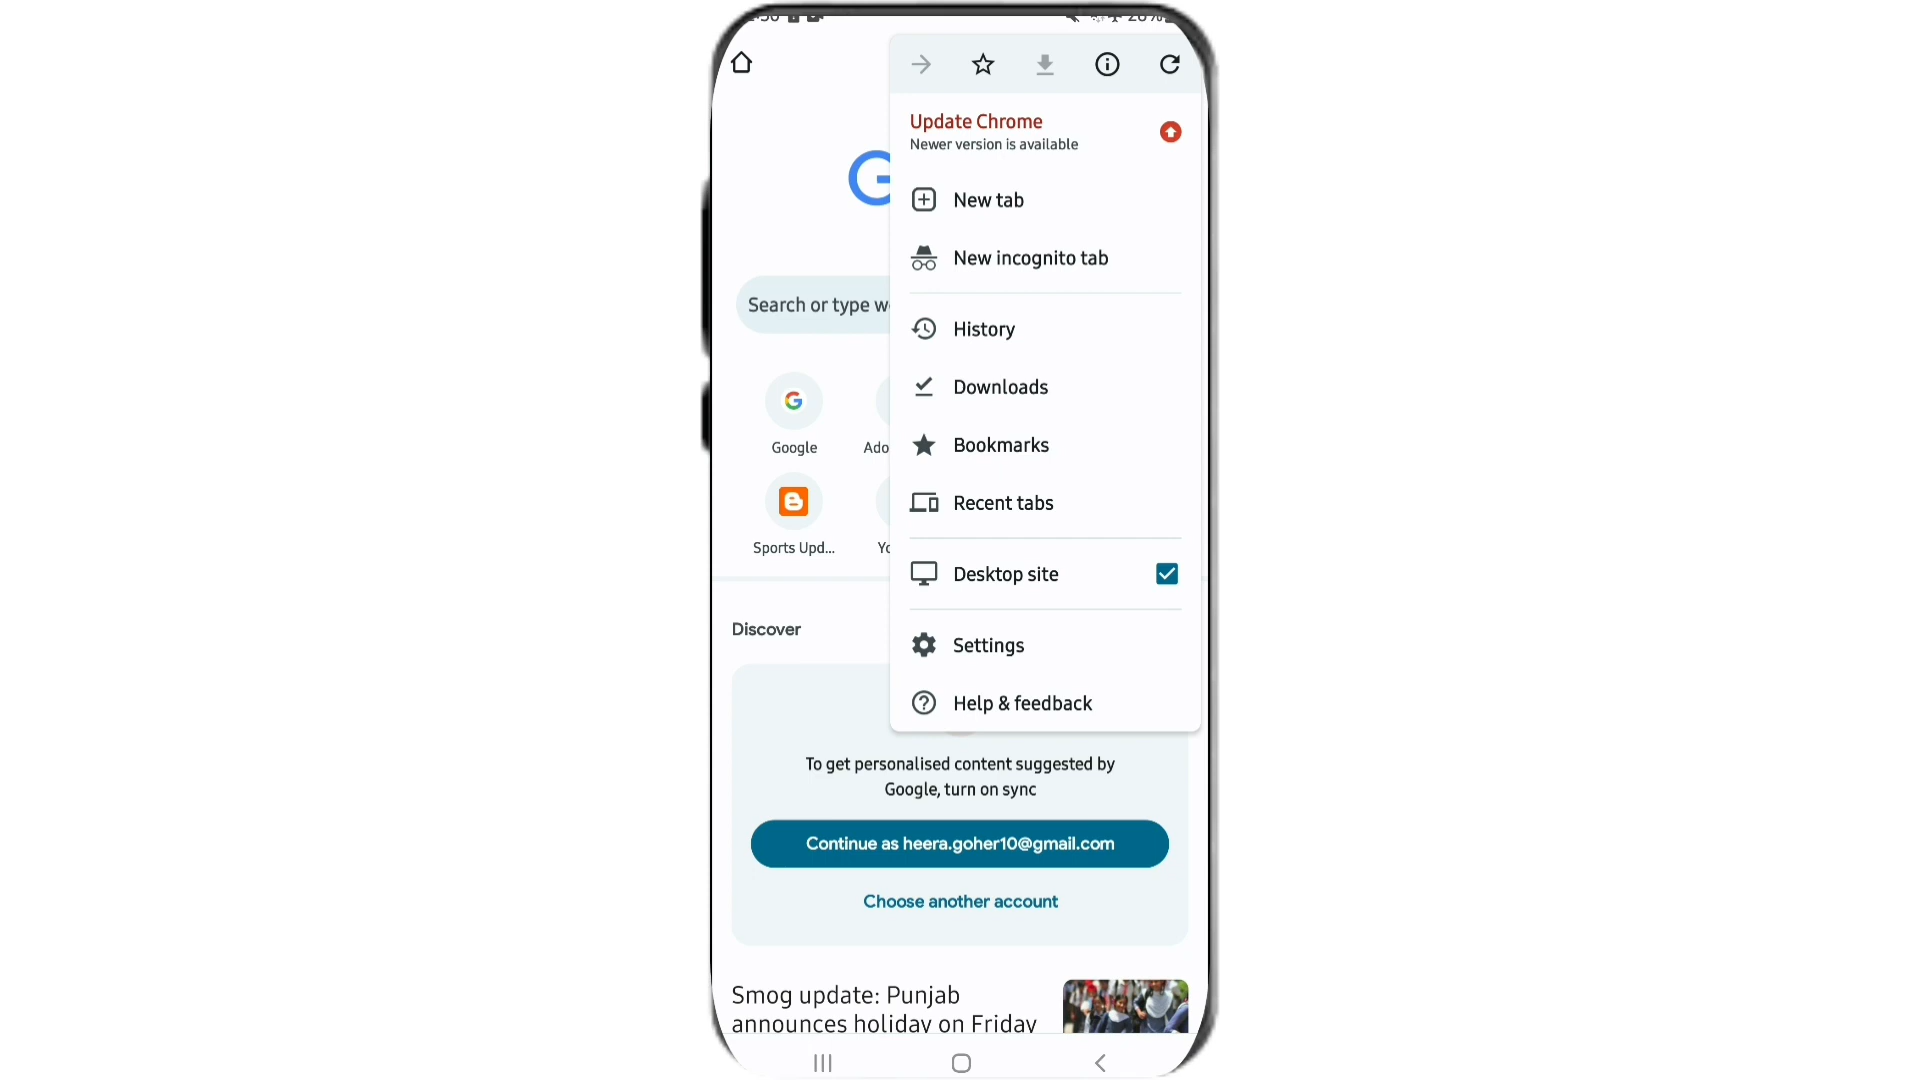 Update Chrome
Newer version is available
New tab
New incognito tab
Search or type
History
Downloads
Google
Bookmarks
Recent tabs
Sports Upd...
Desktop site
Discover
Settings
Help & feedback
To get personalised content suggested by
Google, turn on sync
Continue as heera.goher10@gmail.com
Choose another account
Smog update: Punjab
announces holiday on Friday